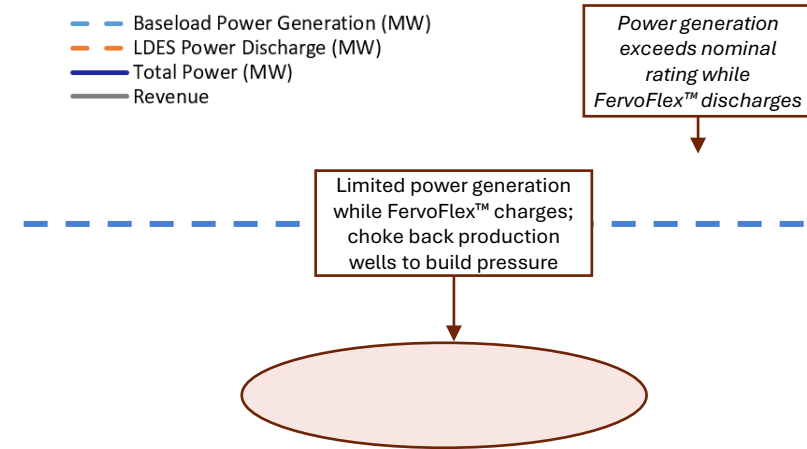 Baseload Power Generation (MW)
LDES Power Discharge (MW)
Total Power (MW)
Revenue
Power generation
exceeds nominal
rating while
FervoFlex™ discharges
Limited power generation
while FervoFlex™ charges;
choke back production
wells to build pressure